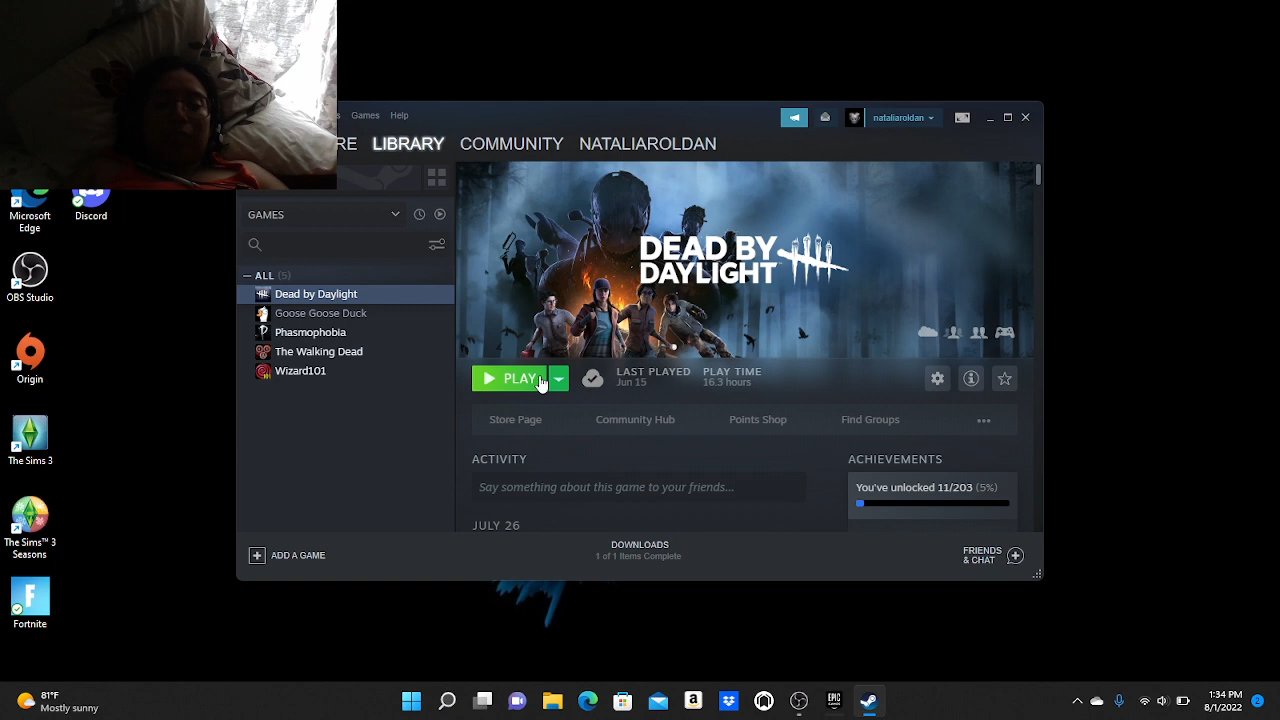 s Games Help
nataliaroldan
RE LIBRARY COMMUNITY NATALIAROLDAN
Microsoft
Edge
Discord
OBS Studio
Origin
The Sims 3
The Sims™ 3
Seasons
F
Fortnite
GAMES
ALL (5)
Dead by Daylight
Goose Goose Duck
Phasmophobia
The Walking Dead
Wizard101
DEAD BY
DAYLIGHT
PLAY
LAST PLAYED
Jun 15
PLAY TIME
16.3 hours
Store Page Community Hub Points Shop Find Groups
ACTIVITY
Say something about this game to your friends...
JULY 26
ACHIEVEMENTS
You've unlocked 11/203 (5%)
ADD A GAME
DOWNLOADS
1 of 1 Items Complete
FRIENDS
& CHAT
81°F
Mostly sunny
EPIC
GAMES
1:34 PM
8/1/2022
2